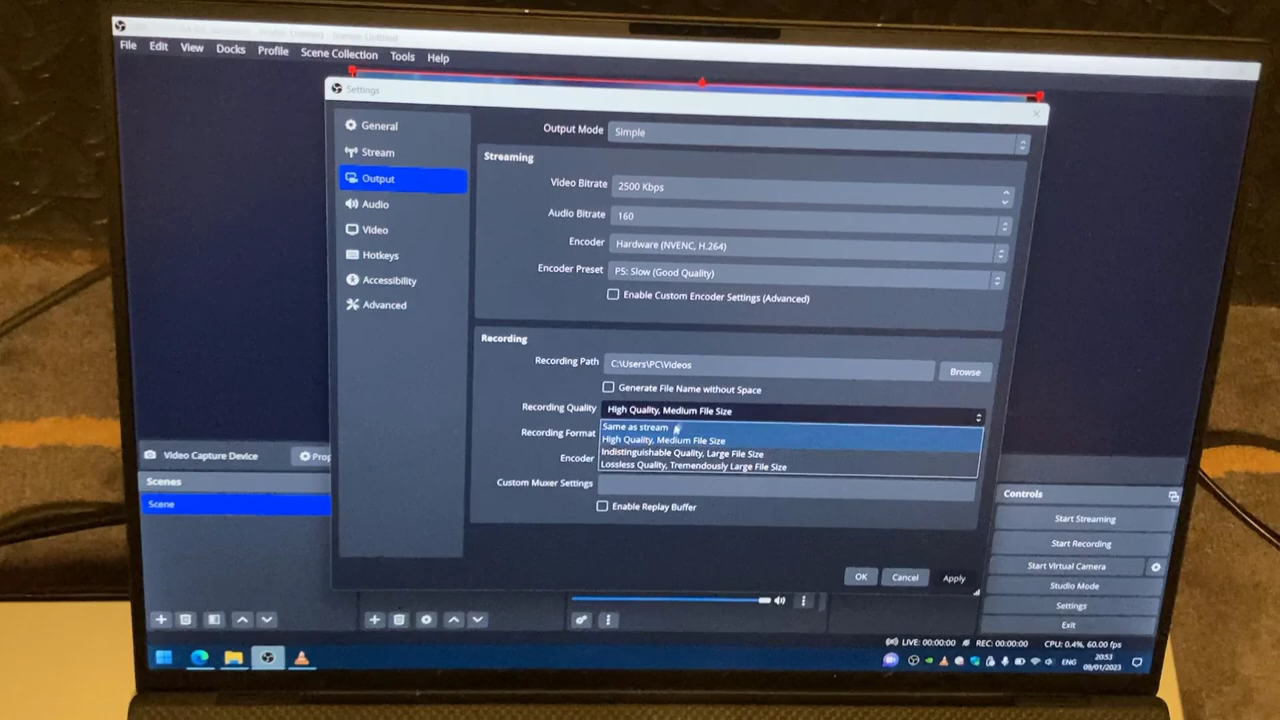 File Edit View Docks Profile Scene Collection Tools Help
Settings
General
Stream
Output
Audio
Video
Hotkeys
Accessibility
Advanced
Output Mode Simple
Streaming
Video Bitrate 2500 Kbps
Audio Bitrate 160
Encoder Hardware (NVENC, H.264)
Encoder Preset P5: Slow (Good Quality)
Enable Custom Encoder Settings (Advanced)
Recording
Recording Path C:\Users\PC\Videos Browse
Generate File Name without Space
Recording Quality High Quality, Medium File Size
Same as stream
High Quality, Medium File Size
Indistinguishable Quality, Large File Size
Lossless Quality, Tremendously Large File Size
Recording Format
Encoder
Custom Muxer Settings
Enable Replay Buffer
OK Cancel Apply
Video Capture Device Prop
Scenes
Scene
Controls
Start Streaming
Start Recording
Start Virtual Camera
Studio Mode
Settings
Exit
LIVE: 00:00:00 REC: 00:00:00 CPU: 0.4%, 60.00 fps
ENG 20:53
09/01/2023